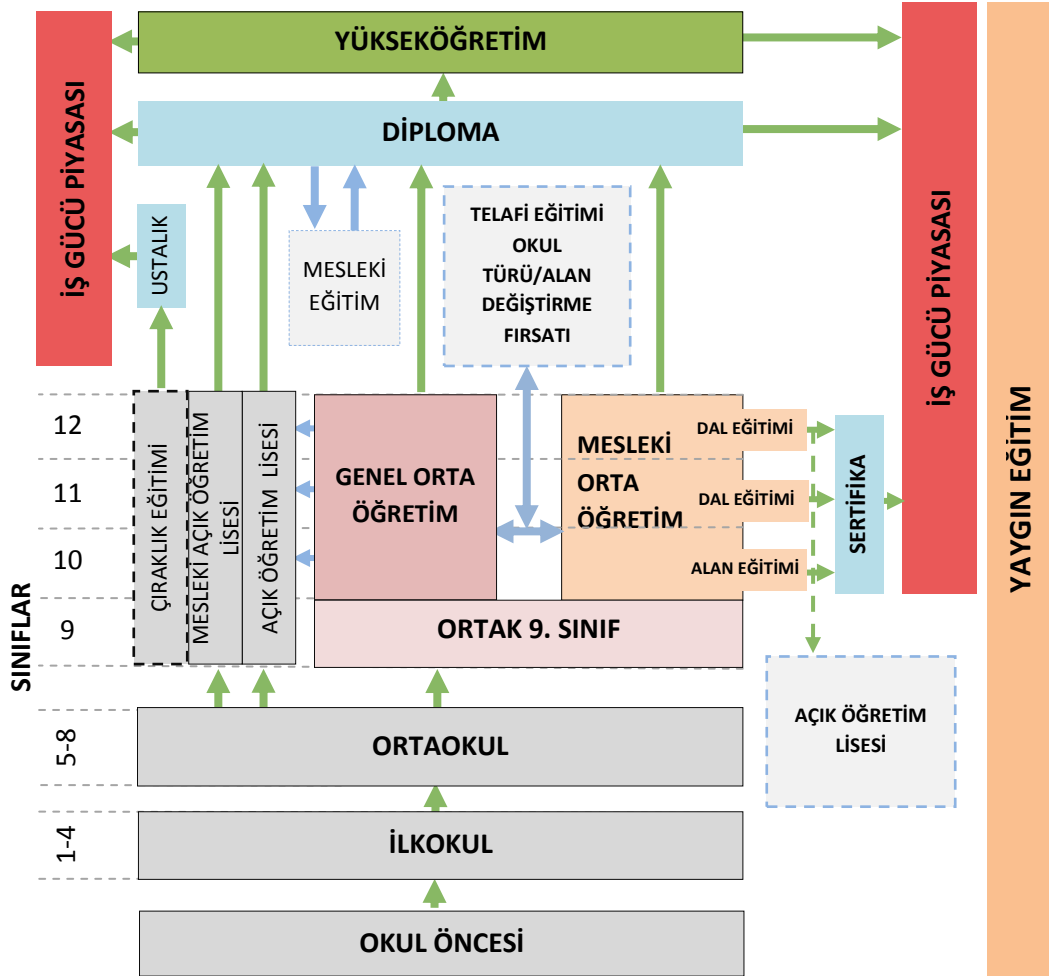 YÜKSEKÖĞRETİM
İŞ GÜCÜ PİYASASI
DİPLOMA
İŞ GÜCÜ PİYASASI
YAYGIN EĞİTİM
USTALIK
MESLEKİ
EĞİTİM
TELAFİ EĞİTİMİ
OKUL
TÜRÜ/ALAN
DEĞİŞTİRME
FIRSATI
SINIFLAR
12
11
10
9
5-8
1-4
ÇIRAKLIK EĞİTİMİ
MESLEKİ AÇIK ÖĞRETİM
LİSESİ
AÇIK ÖĞRETİM LİSESİ
GENEL ORTA
ÖĞRETİM
MESLEKİ
ORTA
ÖĞRETİM
DAL EĞİTİMİ
DAL EĞİTİMİ
ALAN EĞİTİMİ
SERTİFİKA
ORTAK 9. SINIF
AÇIK ÖĞRETİM
LİSESİ
ORTAOKUL
İLKOKUL
OKUL ÖNCESİ